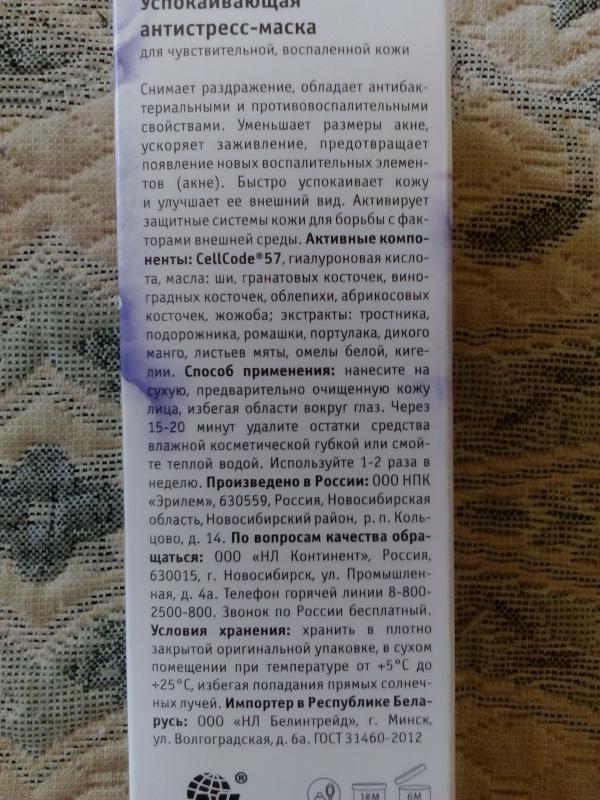 Успокаивающая
антистресс-маска
для чувствительной, воспаленной кожи
Снимает раздражение, обладает антибак-
териальными и противовоспалительными
свойствами. Уменьшает размеры акне,
ускоряет заживление, предотвращает
появление новых воспалительных элемен-
тов (акне). Быстро успокаивает кожу
и улучшает ее внешний вид. Активирует
защитные системы кожи для борьбы с фак-
торами внешней среды. Активные компо-
ненты: CellCode®57, гиалуроновая кисло-
та, масла: ши, гранатовых косточек, вино-
градных косточек, облепихи, абрикосовых
косточек, жожоба; экстракты: тростника,
подорожника, ромашки, портулака, дикого
манго, листьев мяты, омелы белой, киге-
лии. Способ применения: нанесите на
сухую, предварительно очищенную кожу
лица, избегая области вокруг глаз. Через
15-20 минут удалите остатки средства
влажной косметической губкой или смой-
те теплой водой. Используйте 1-2 раза в
неделю. Произведено в России: ООО НПК
«Эрилем», 630559, Россия, Новосибирская
область, Новосибирский район, р. п. Коль-
цово, д. 14. По вопросам качества обра-
щаться: ООО «НЛ Континент», Россия,
630015, г. Новосибирск, ул. Промышлен-
ная, д. 4а. Телефон горячей линии 8-800-
2500-800. Звонок по России бесплатный.
Условия хранения: хранить в плотно
закрытой оригинальной упаковке, в сухом
помещении при температуре от +5°С до
+25°С, избегая попадания прямых солнеч-
ных лучей. Импортер в Республике Бела-
русь: ООО «НЛ Белинтрейд», г. Минск,
ул. Волгоградская, д. 6а. ГОСТ 31460-2012
® 18M 6M